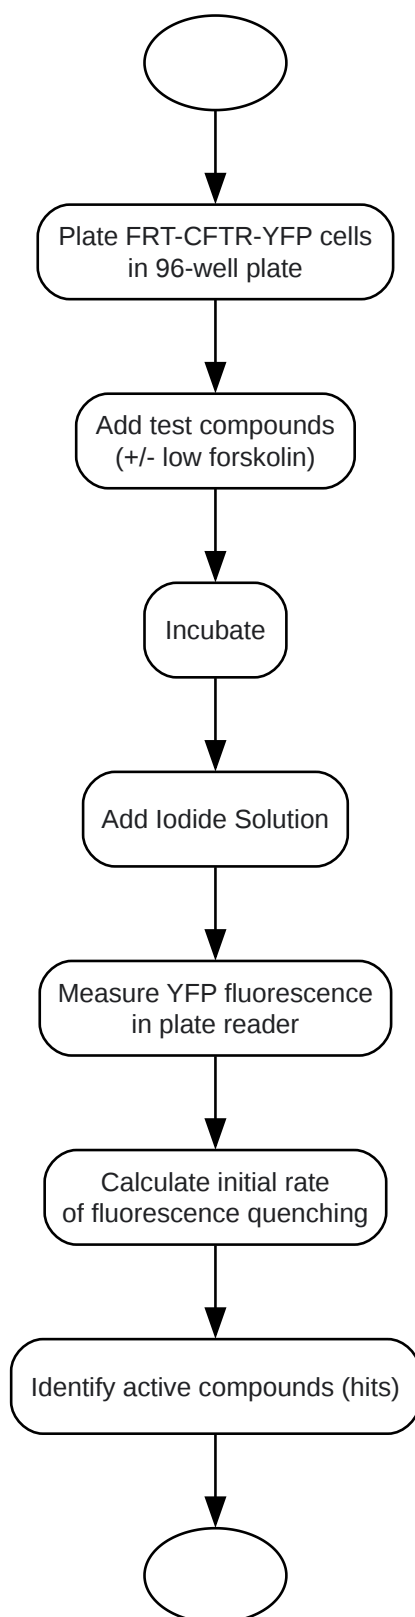 Plate FRT-CFTR-YFP cells
in 96-well plate
Add test compounds
(+/- low forskolin)
Incubate
Add Iodide Solution
Measure YFP fluorescence
in plate reader
Calculate initial rate
of fluorescence quenching
Identify active compounds (hits)